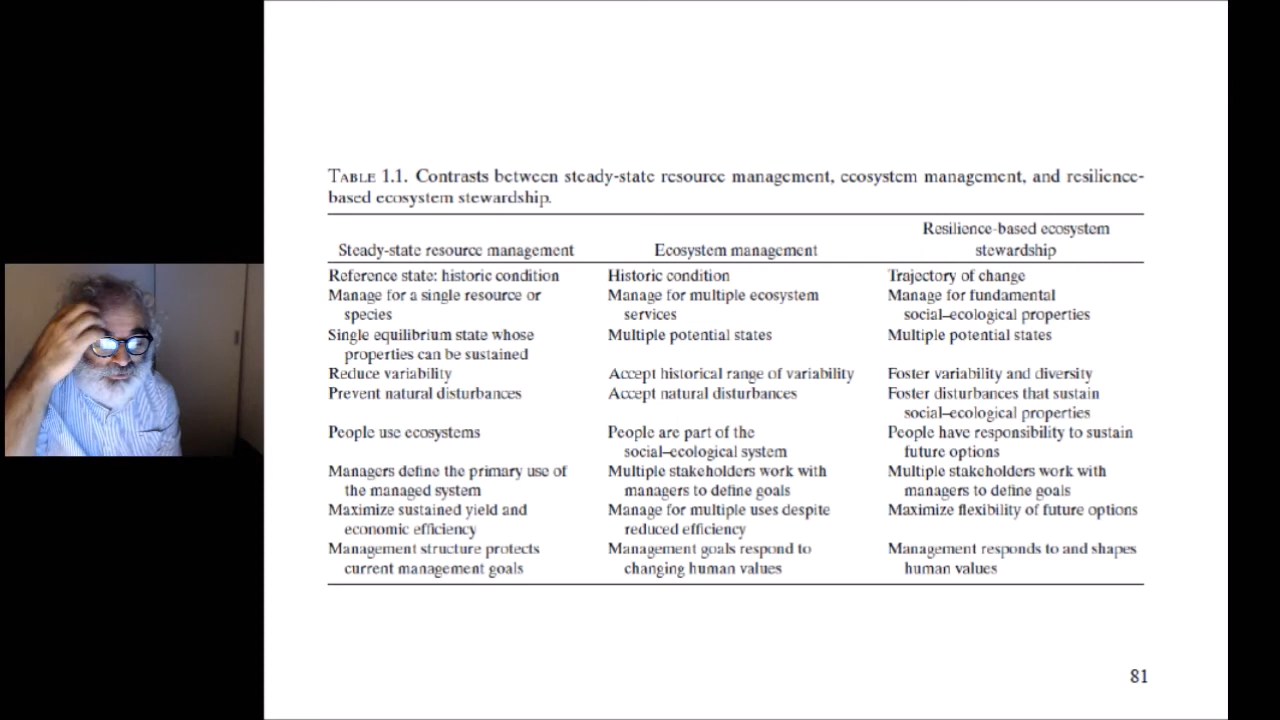 TABLE 1.1. Contrasts between steady-state resource management, ecosystem management, and resilience-
based ecosystem stewardship.
Steady-state resource management
Ecosystem management
Resilience-based ecosystem
stewardship
Reference state: historic condition
Historic condition
Trajectory of change
Manage for a single resource or
species
Manage for multiple ecosystem
services
Manage for fundamental
social–ecological properties
Single equilibrium state whose
properties can be sustained
Multiple potential states
Multiple potential states
Reduce variability
Accept historical range of variability
Foster variability and diversity
Prevent natural disturbances
Accept natural disturbances
Foster disturbances that sustain
social–ecological properties
People use ecosystems
People are part of the
social–ecological system
People have responsibility to sustain
future options
Managers define the primary use of
the managed system
Multiple stakeholders work with
managers to define goals
Multiple stakeholders work with
managers to define goals
Maximize sustained yield and
economic efficiency
Manage for multiple uses despite
reduced efficiency
Maximize flexibility of future options
Management structure protects
current management goals
Management goals respond to
changing human values
Management responds to and shapes
human values
81